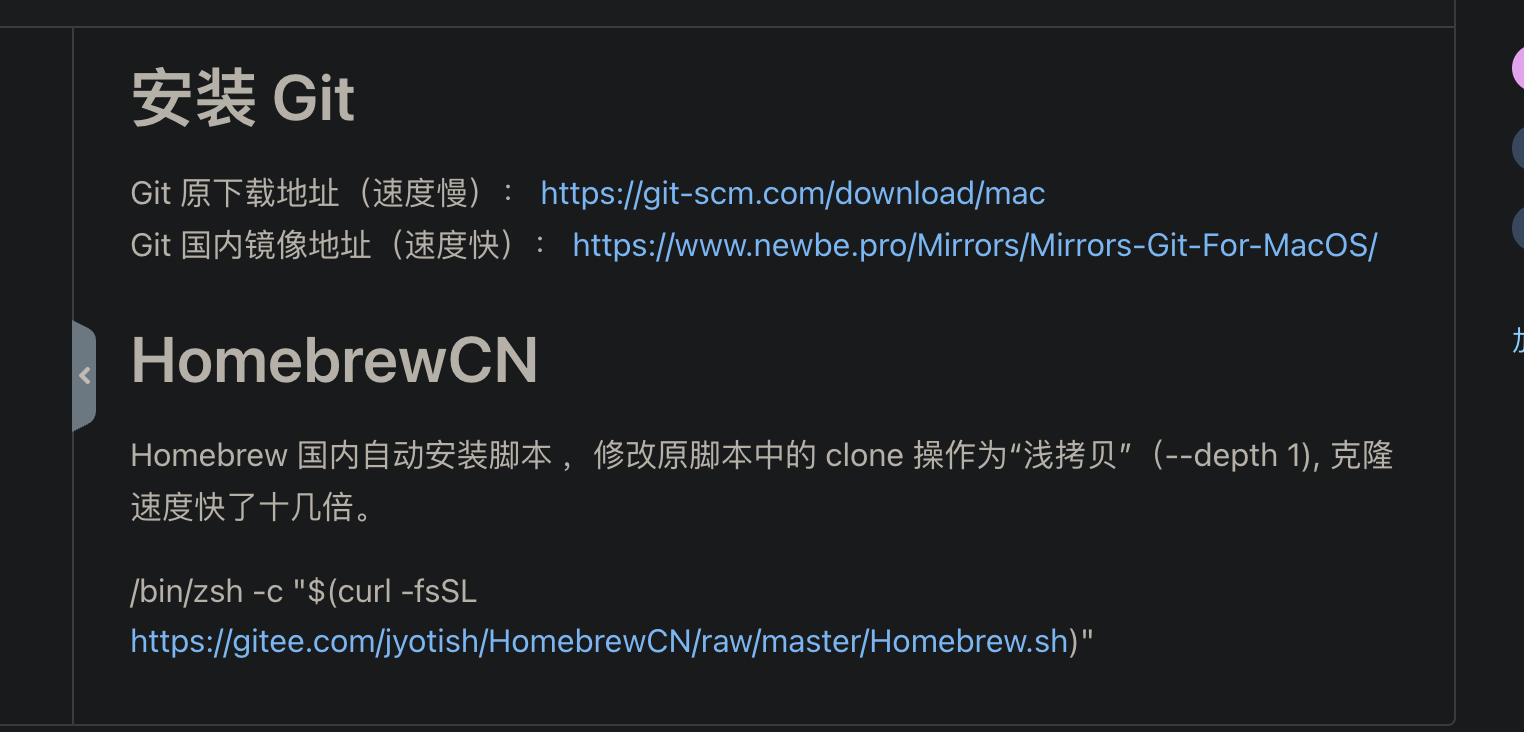 安装 Git
Git 原下载地址（速度慢）： https://git-scm.com/download/mac
Git 国内镜像地址（速度快）： https://www.newbe.pro/Mirrors/Mirrors-Git-For-MacOS/
HomebrewCN
Homebrew 国内自动安装脚本 ，修改原脚本中的 clone 操作为“浅拷贝”（--depth 1), 克隆
速度快了十几倍。
/bin/zsh -c "$(curl -fsSL
https://gitee.com/jyotish/HomebrewCN/raw/master/Homebrew.sh)"